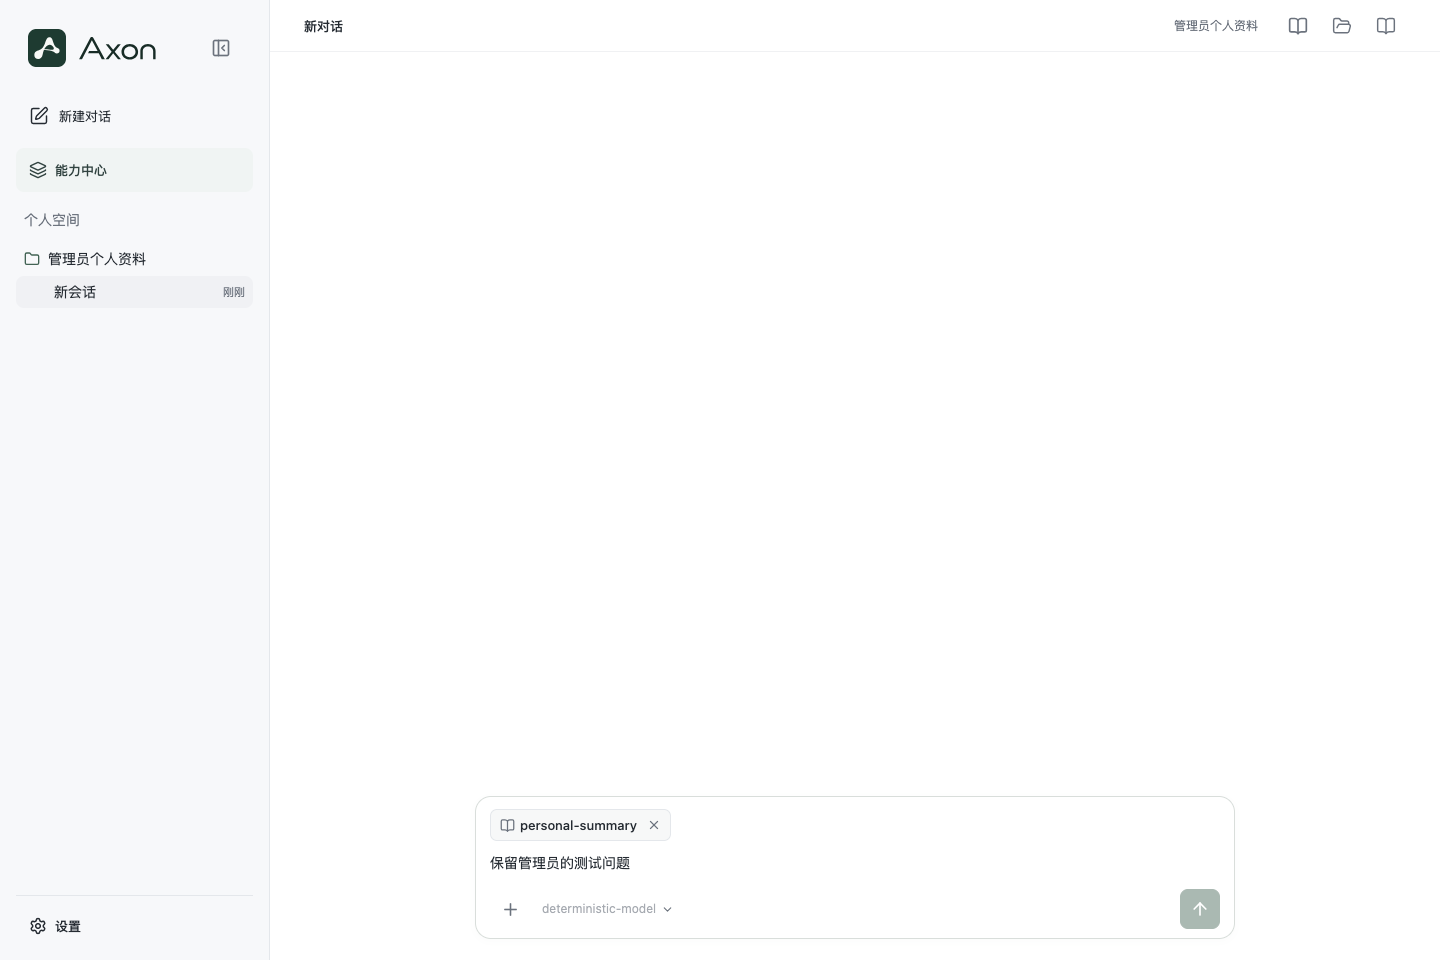 Axon
新建对话
能力中心
个人空间
管理员个人资料
新会话 刚刚
设置
新对话
管理员个人资料
personal-summary
保留管理员的测试问题
deterministic-model